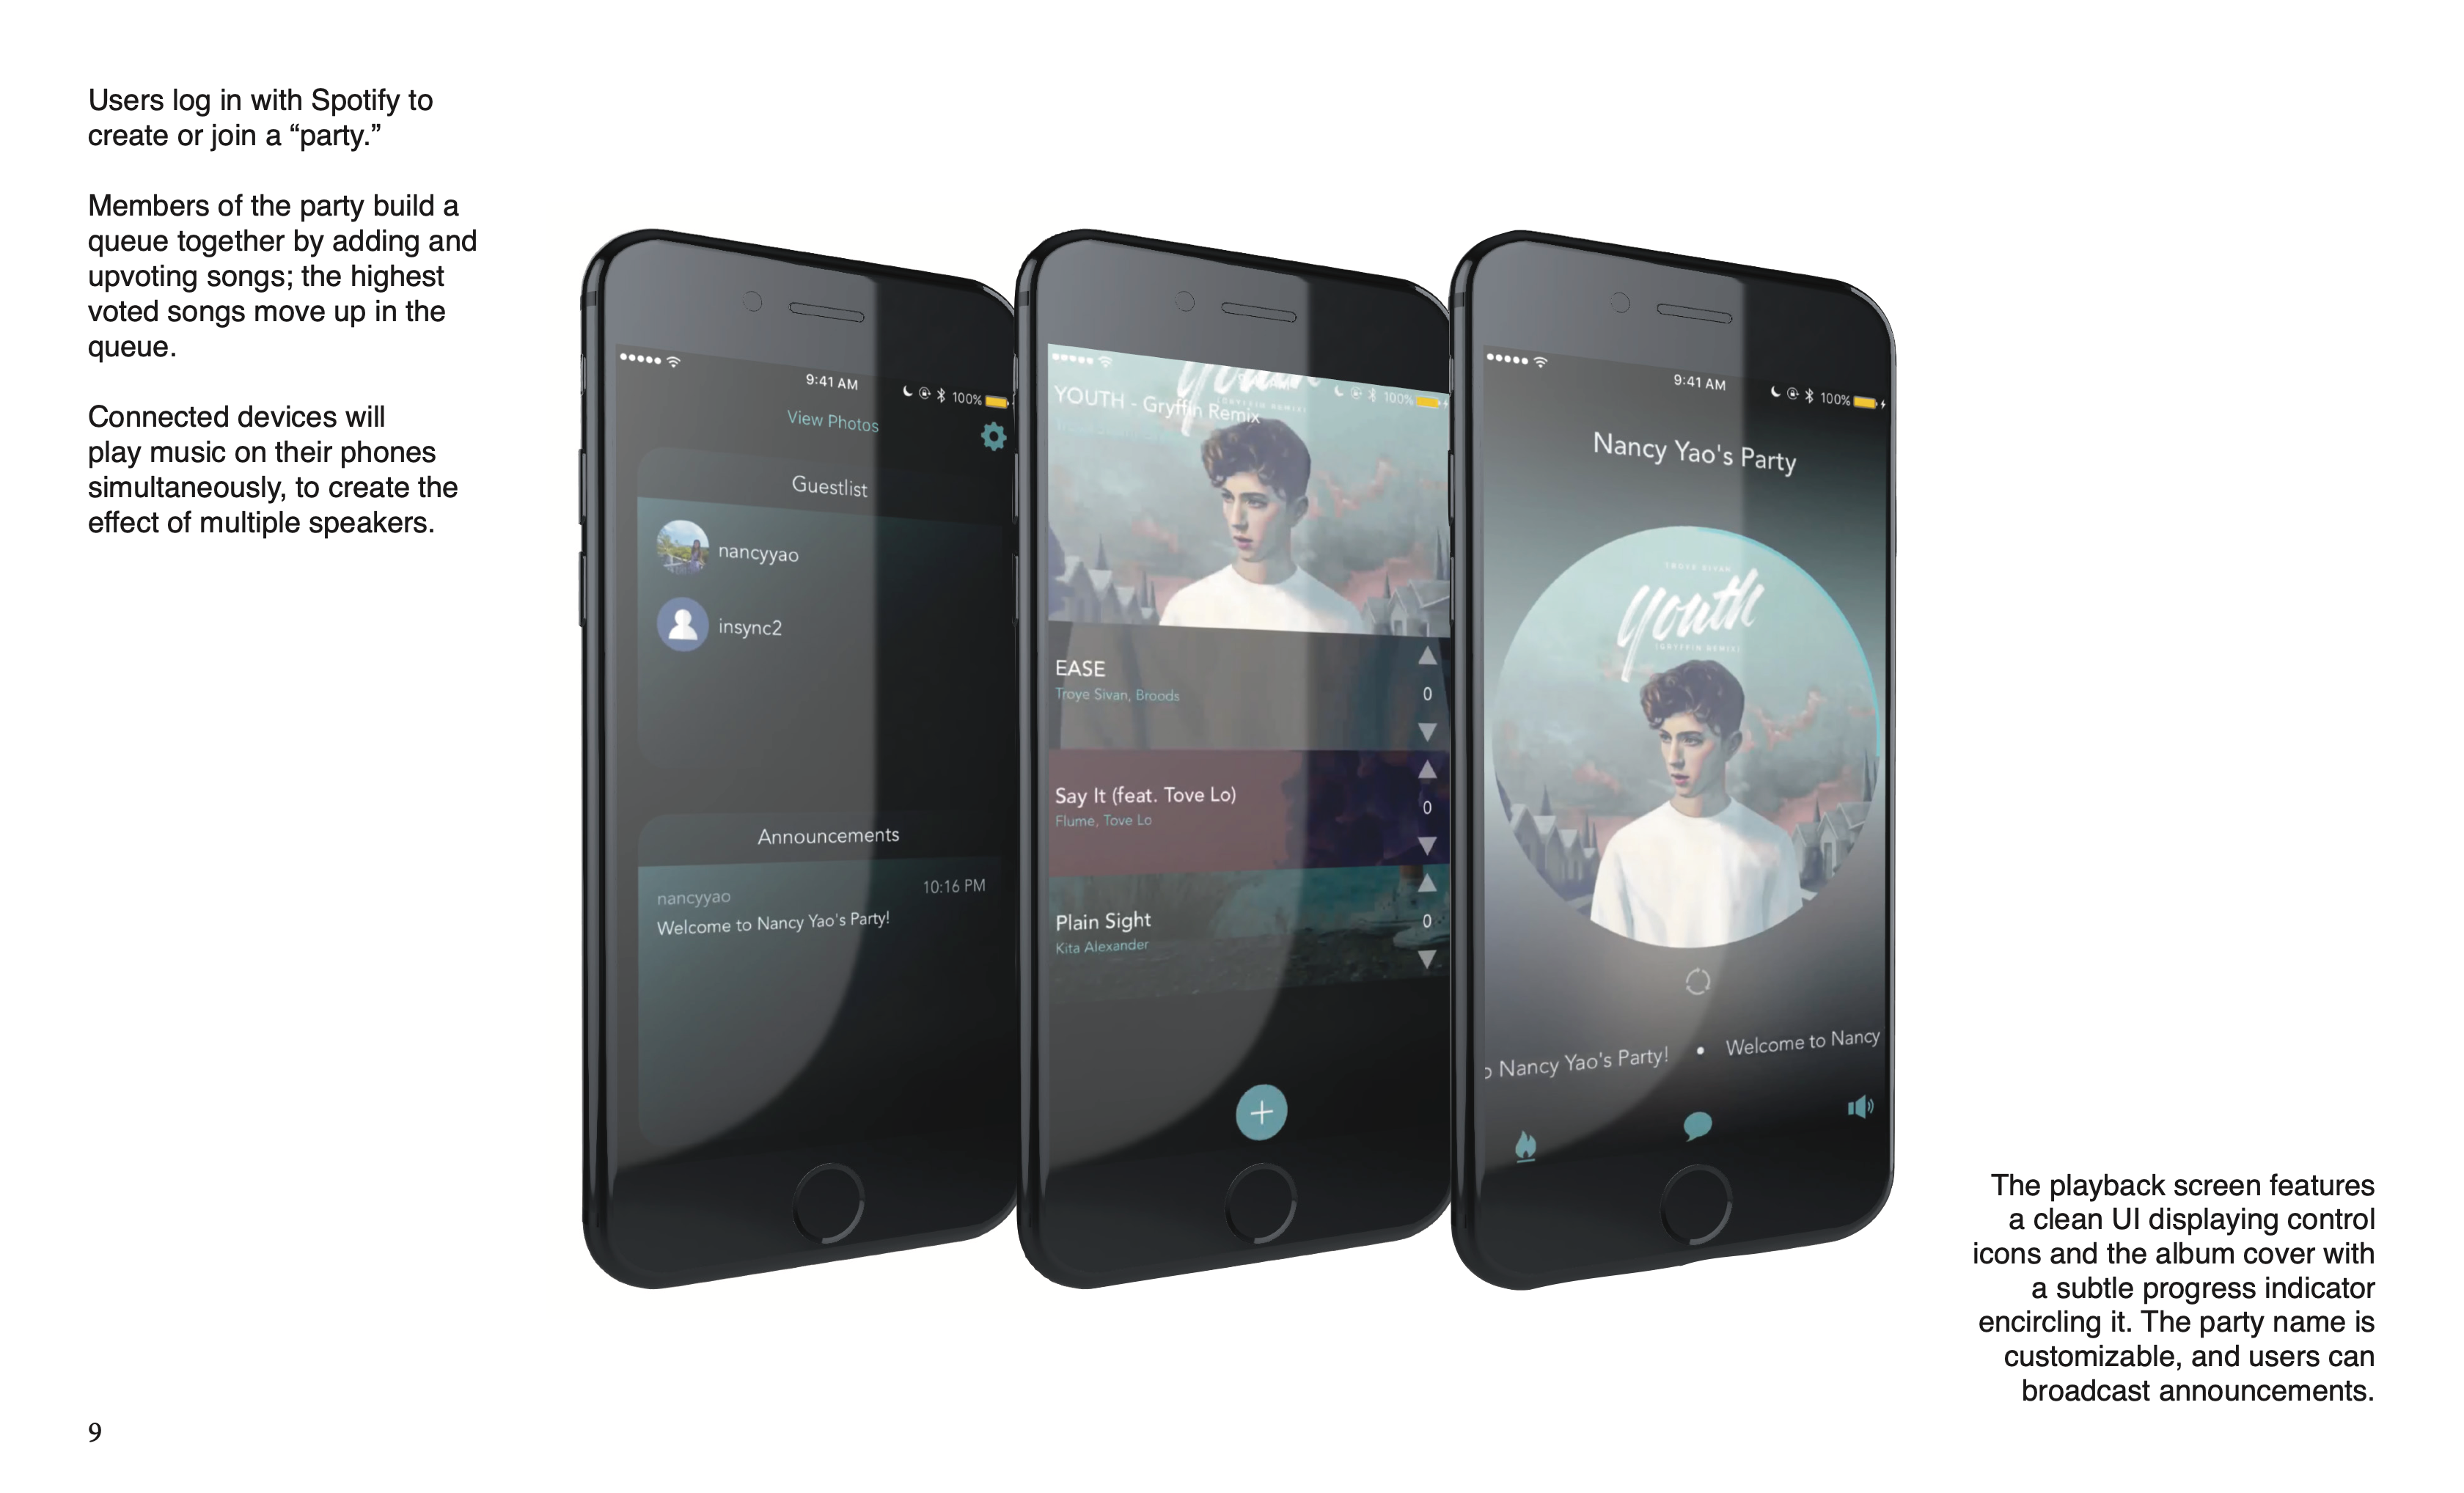 Users log in with Spotify to
create or join a “party.”
Members of the party build a
queue together by adding and
upvoting songs; the highest
voted songs move up in the
queue.
Connected devices will
play music on their phones
simultaneously, to create the
effect of multiple speakers.
9:41 AM
100%
View Photos
Guestlist
nancyyao
insync2
Announcements
nancyyao
10:16 PM
Welcome to Nancy Yao's Party!
youth
100%
YOUTH - Gryffin Remix
(GRYFFIN REMIX)
EASE
Troye Sivan, Broods
0
Say It (feat. Tove Lo)
Flume, Tove Lo
0
Plain Sight
Kita Alexander
0
+
9:41 AM
100%
Nancy Yao's Party
TROYE SIVAN
youth
(GRYFFIN REMIX)
o Nancy Yao's Party! • Welcome to Nancy
The playback screen features
a clean UI displaying control
icons and the album cover with
a subtle progress indicator
encircling it. The party name is
customizable, and users can
broadcast announcements.
9